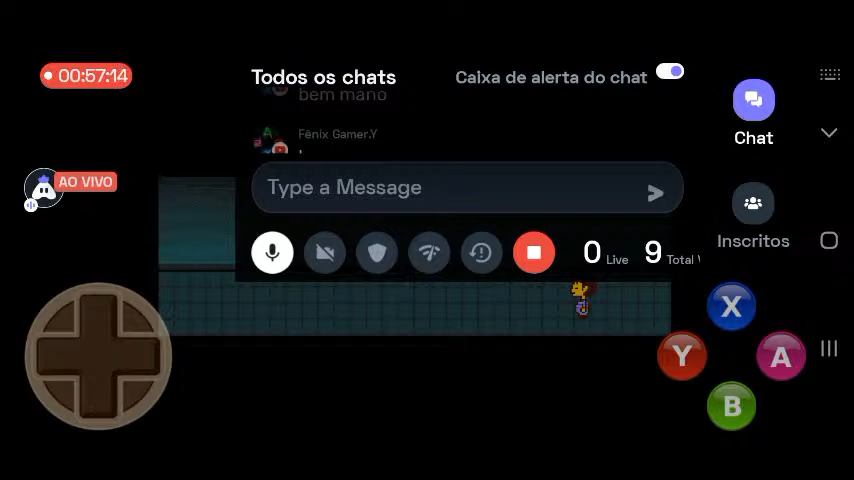 00:57:14
Todos os chats
Caixa de alerta do chat
bem mano
Fênix Gamer.Y
Chat
AO VIVO
Type a Message
Inscritos
0 Live 9 Total
X
Y
A
B